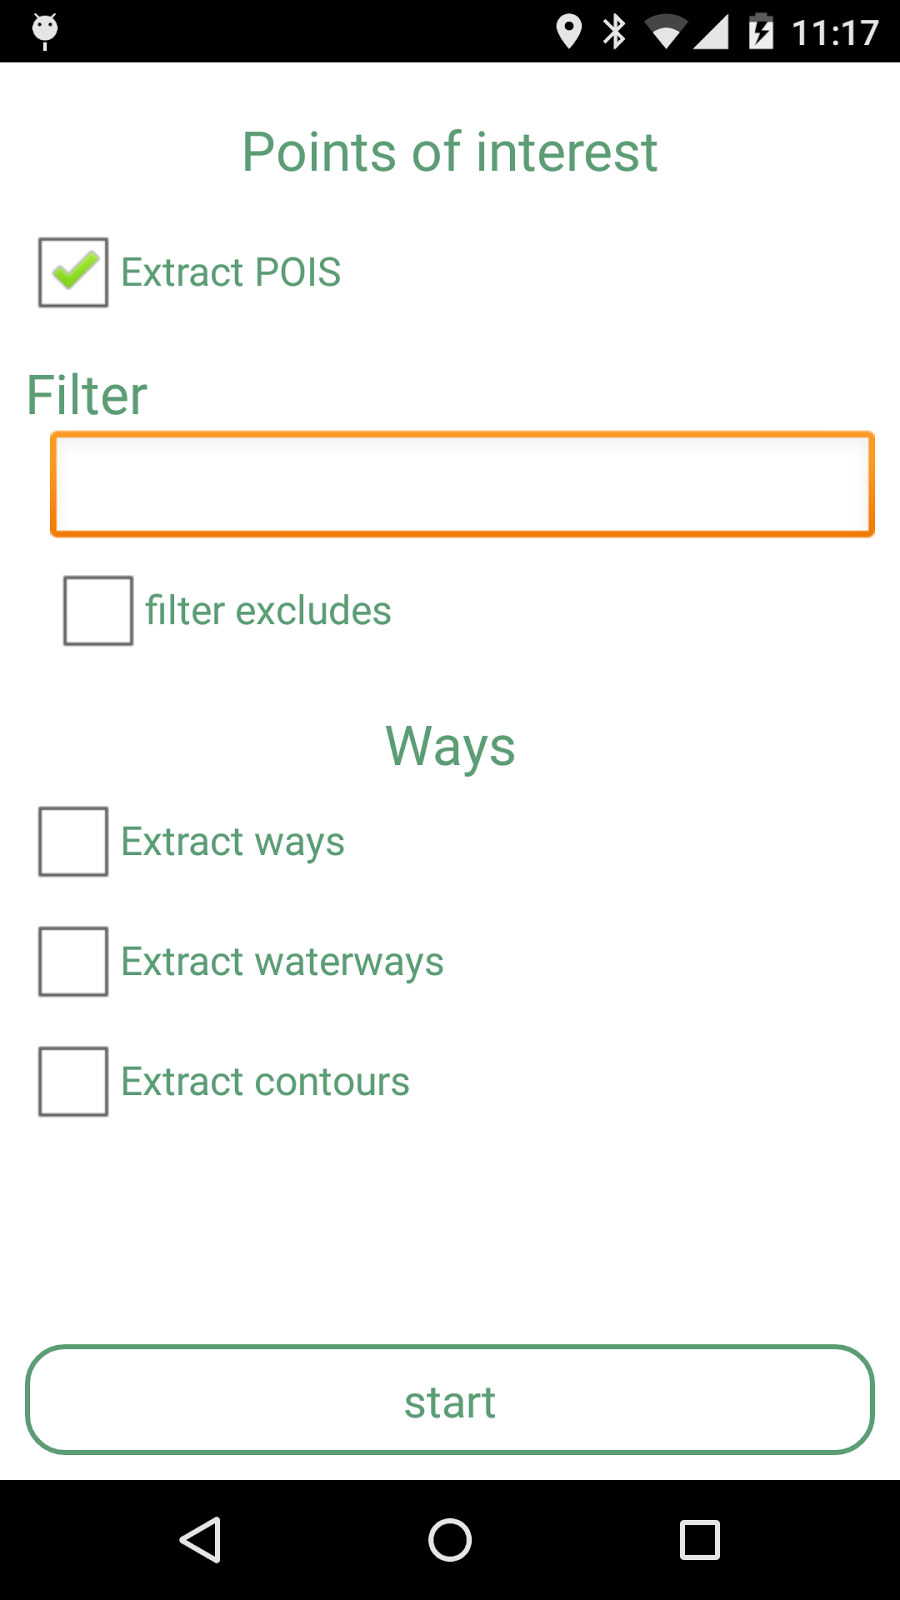 11:17
Points of interest
Extract POIS
Filter
filter excludes
Ways
Extract ways
Extract waterways
Extract contours
start